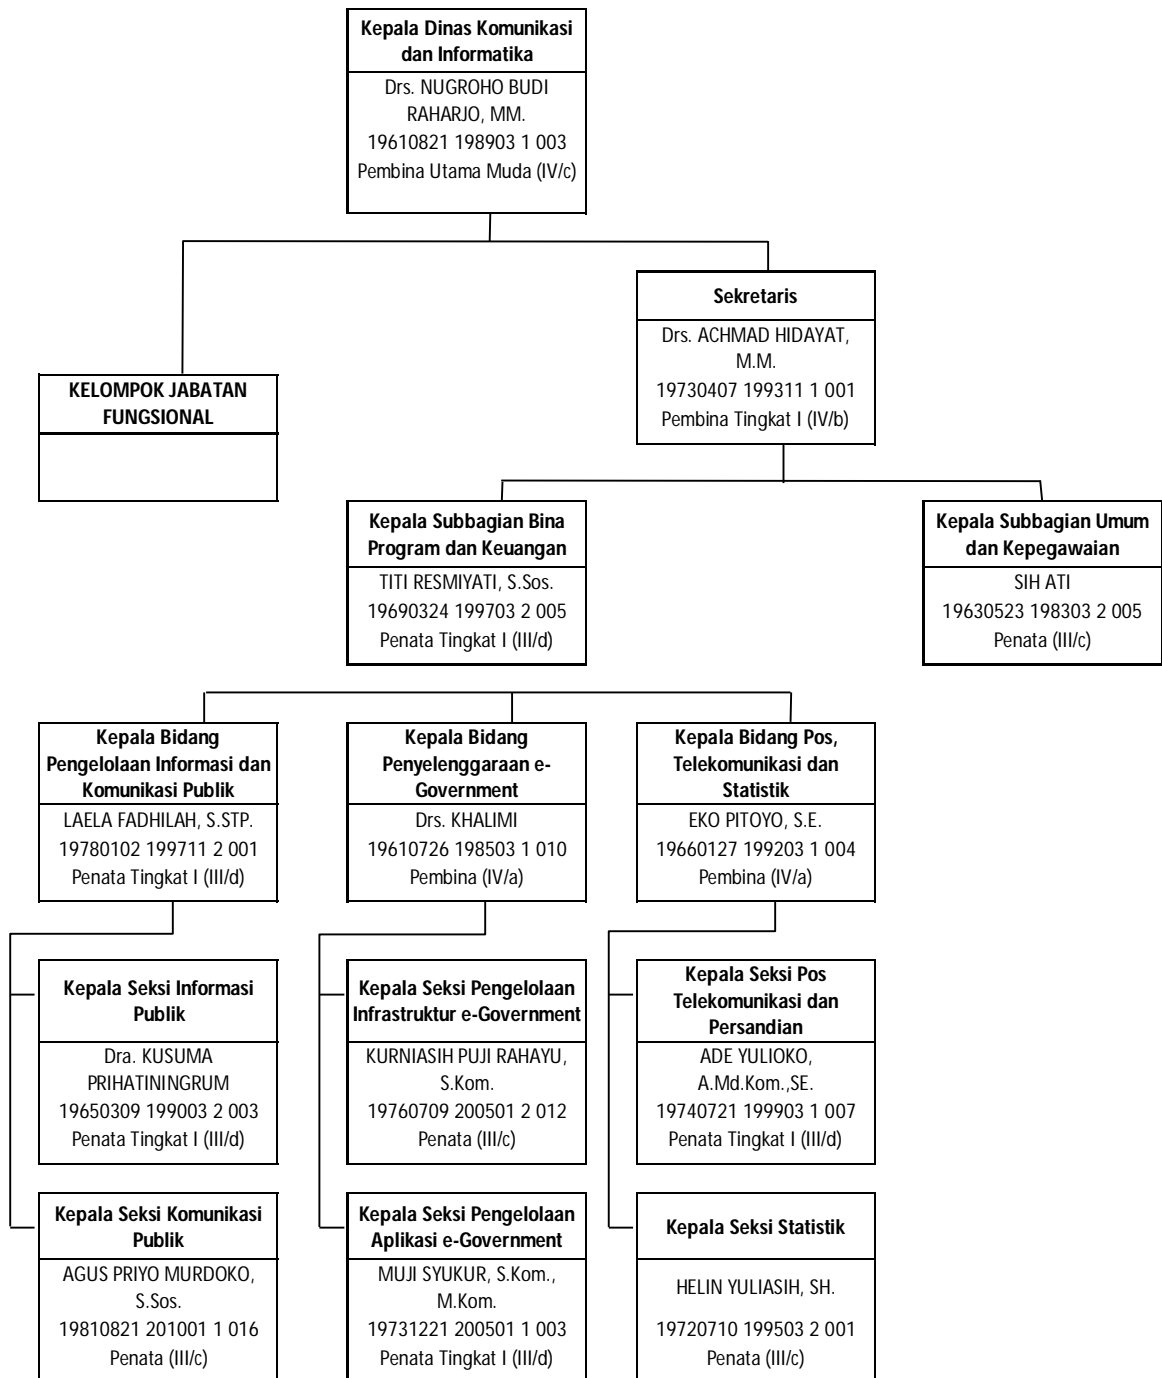 Kepala Dinas Komunikasi
dan Informatika
Drs. NUGROHO BUDI
RAHARJO, MM.
19610821 198903 1 003
Pembina Utama Muda (IV/c)
Sekretaris
Drs. ACHMAD HIDAYAT,
M.M.
19730407 199311 1 001
Pembina Tingkat I (IV/b)
KELOMPOK JABATAN
FUNGSIONAL
Kepala Subbagian Bina
Program dan Keuangan
TITI RESMIYATI, S.Sos.
19690324 199703 2 005
Penata Tingkat I (III/d)
Kepala Subbagian Umum
dan Kepegawaian
SIH ATI
19630523 198303 2 005
Penata (III/c)
Kepala Bidang
Pengelolaan Informasi dan
Komunikasi Publik
LAELA FADHILAH, S.STP.
19780102 199711 2 001
Penata Tingkat I (III/d)
Kepala Bidang
Penyelenggaraan e-
Government
Drs. KHALIMI
19610726 198503 1 010
Pembina (IV/a)
Kepala Bidang Pos,
Telekomunikasi dan
Statistik
EKO PITOYO, S.E.
19660127 199203 1 004
Pembina (IV/a)
Kepala Seksi Informasi
Publik
Dra. KUSUMA
PRIHATININGRUM
19650309 199003 2 003
Penata Tingkat I (III/d)
Kepala Seksi Pengelolaan
Infrastruktur e-Government
KURNIASIH PUJI RAHAYU,
S.Kom.
19760709 200501 2 012
Penata (III/c)
Kepala Seksi Pos
Telekomunikasi dan
Persandian
ADE YULIOKO,
A.Md.Kom.,SE.
19740721 199903 1 007
Penata Tingkat I (III/d)
Kepala Seksi Komunikasi
Publik
AGUS PRIYO MURDOKO,
S.Sos.
19810821 201001 1 016
Penata (III/c)
Kepala Seksi Pengelolaan
Aplikasi e-Government
MUJI SYUKUR, S.Kom.,
M.Kom.
19731221 200501 1 003
Penata Tingkat I (III/d)
Kepala Seksi Statistik
HELIN YULIASIH, SH.
19720710 199503 2 001
Penata (III/c)